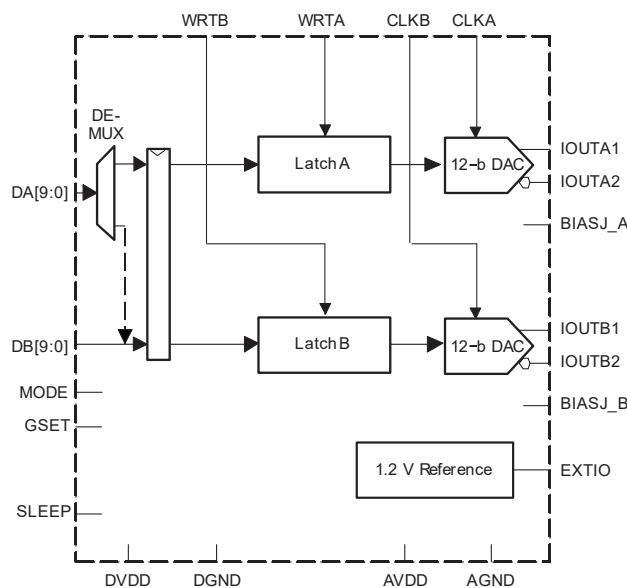 WRTB WRTA CLKB CLKA
DE-
MUX
Latch A
12-b DAC
IOUTA1
IOUTA2
DA[9:0]
BIASJ_A
DB[9:0]
Latch B
12-b DAC
IOUTB1
IOUTB2
MODE
BIASJ_B
GSET
1.2 V Reference
EXTIO
SLEEP
DVDD DGND AVDD AGND